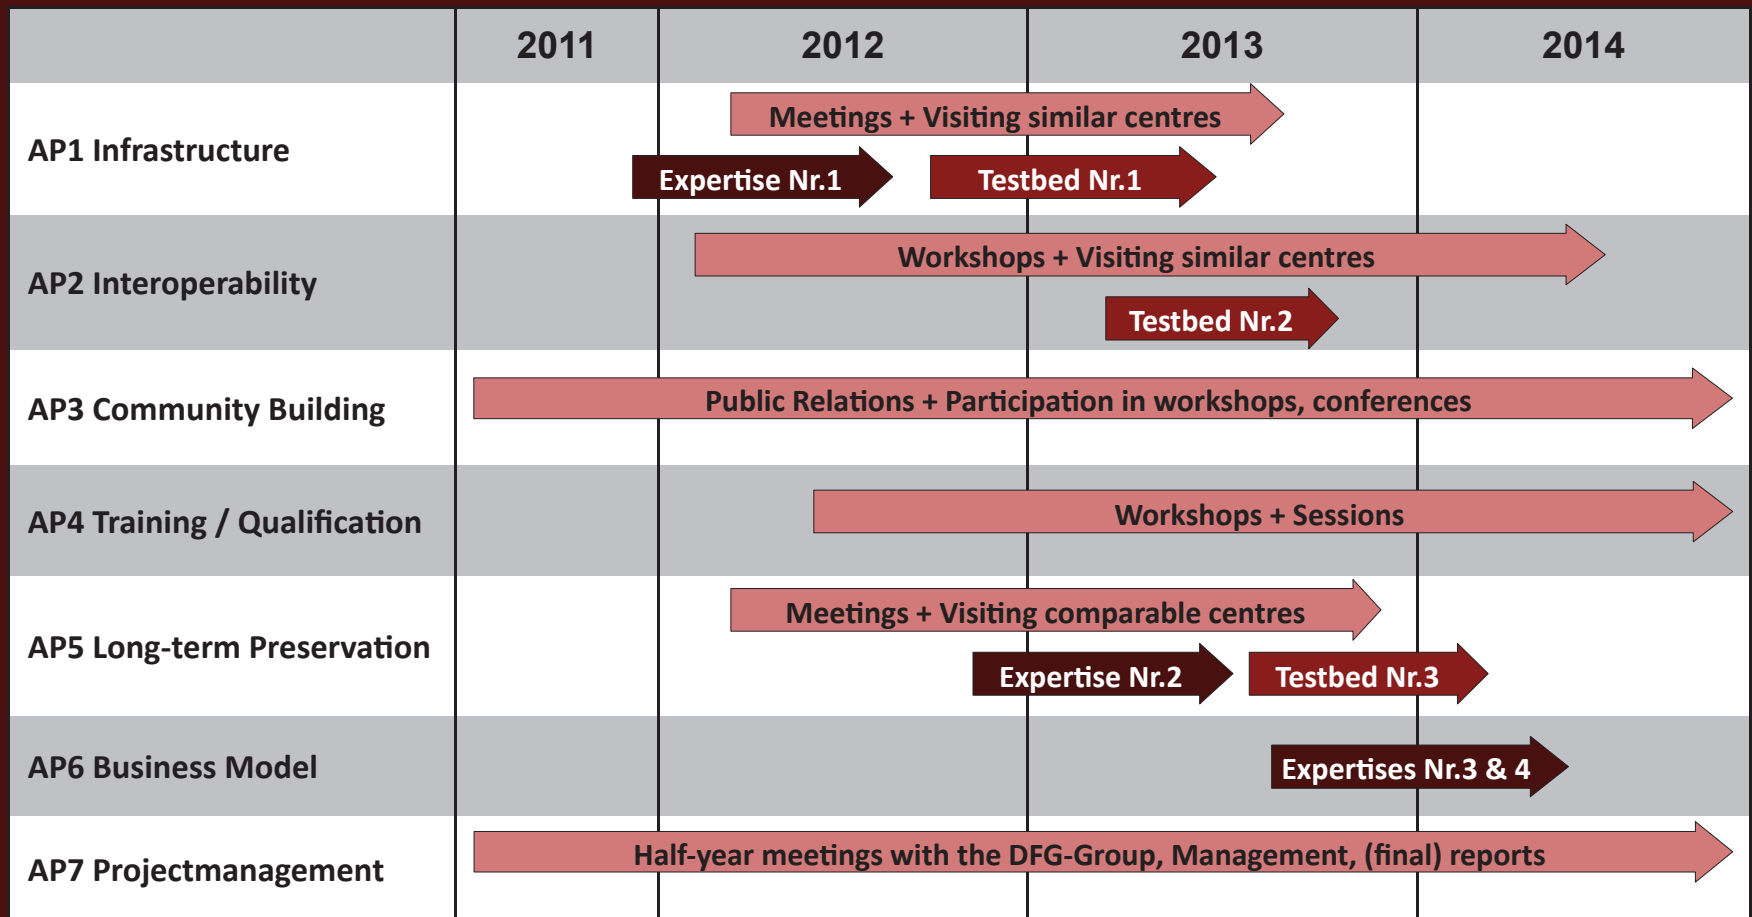 2011 2012 2013 2014
AP1 Infrastructure
Meetings + Visiting similar centres
Expertise Nr.1
Testbed Nr.1
AP2 Interoperability
Workshops + Visiting similar centres
Testbed Nr.2
AP3 Community Building
Public Relations + Participation in workshops, conferences
AP4 Training / Qualification
Workshops + Sessions
AP5 Long-term Preservation
Meetings + Visiting comparable centres
Expertise Nr.2
Testbed Nr.3
AP6 Business Model
Expertises Nr.3 & 4
AP7 Projectmanagement
Half-year meetings with the DFG-Group, Management, (final) reports